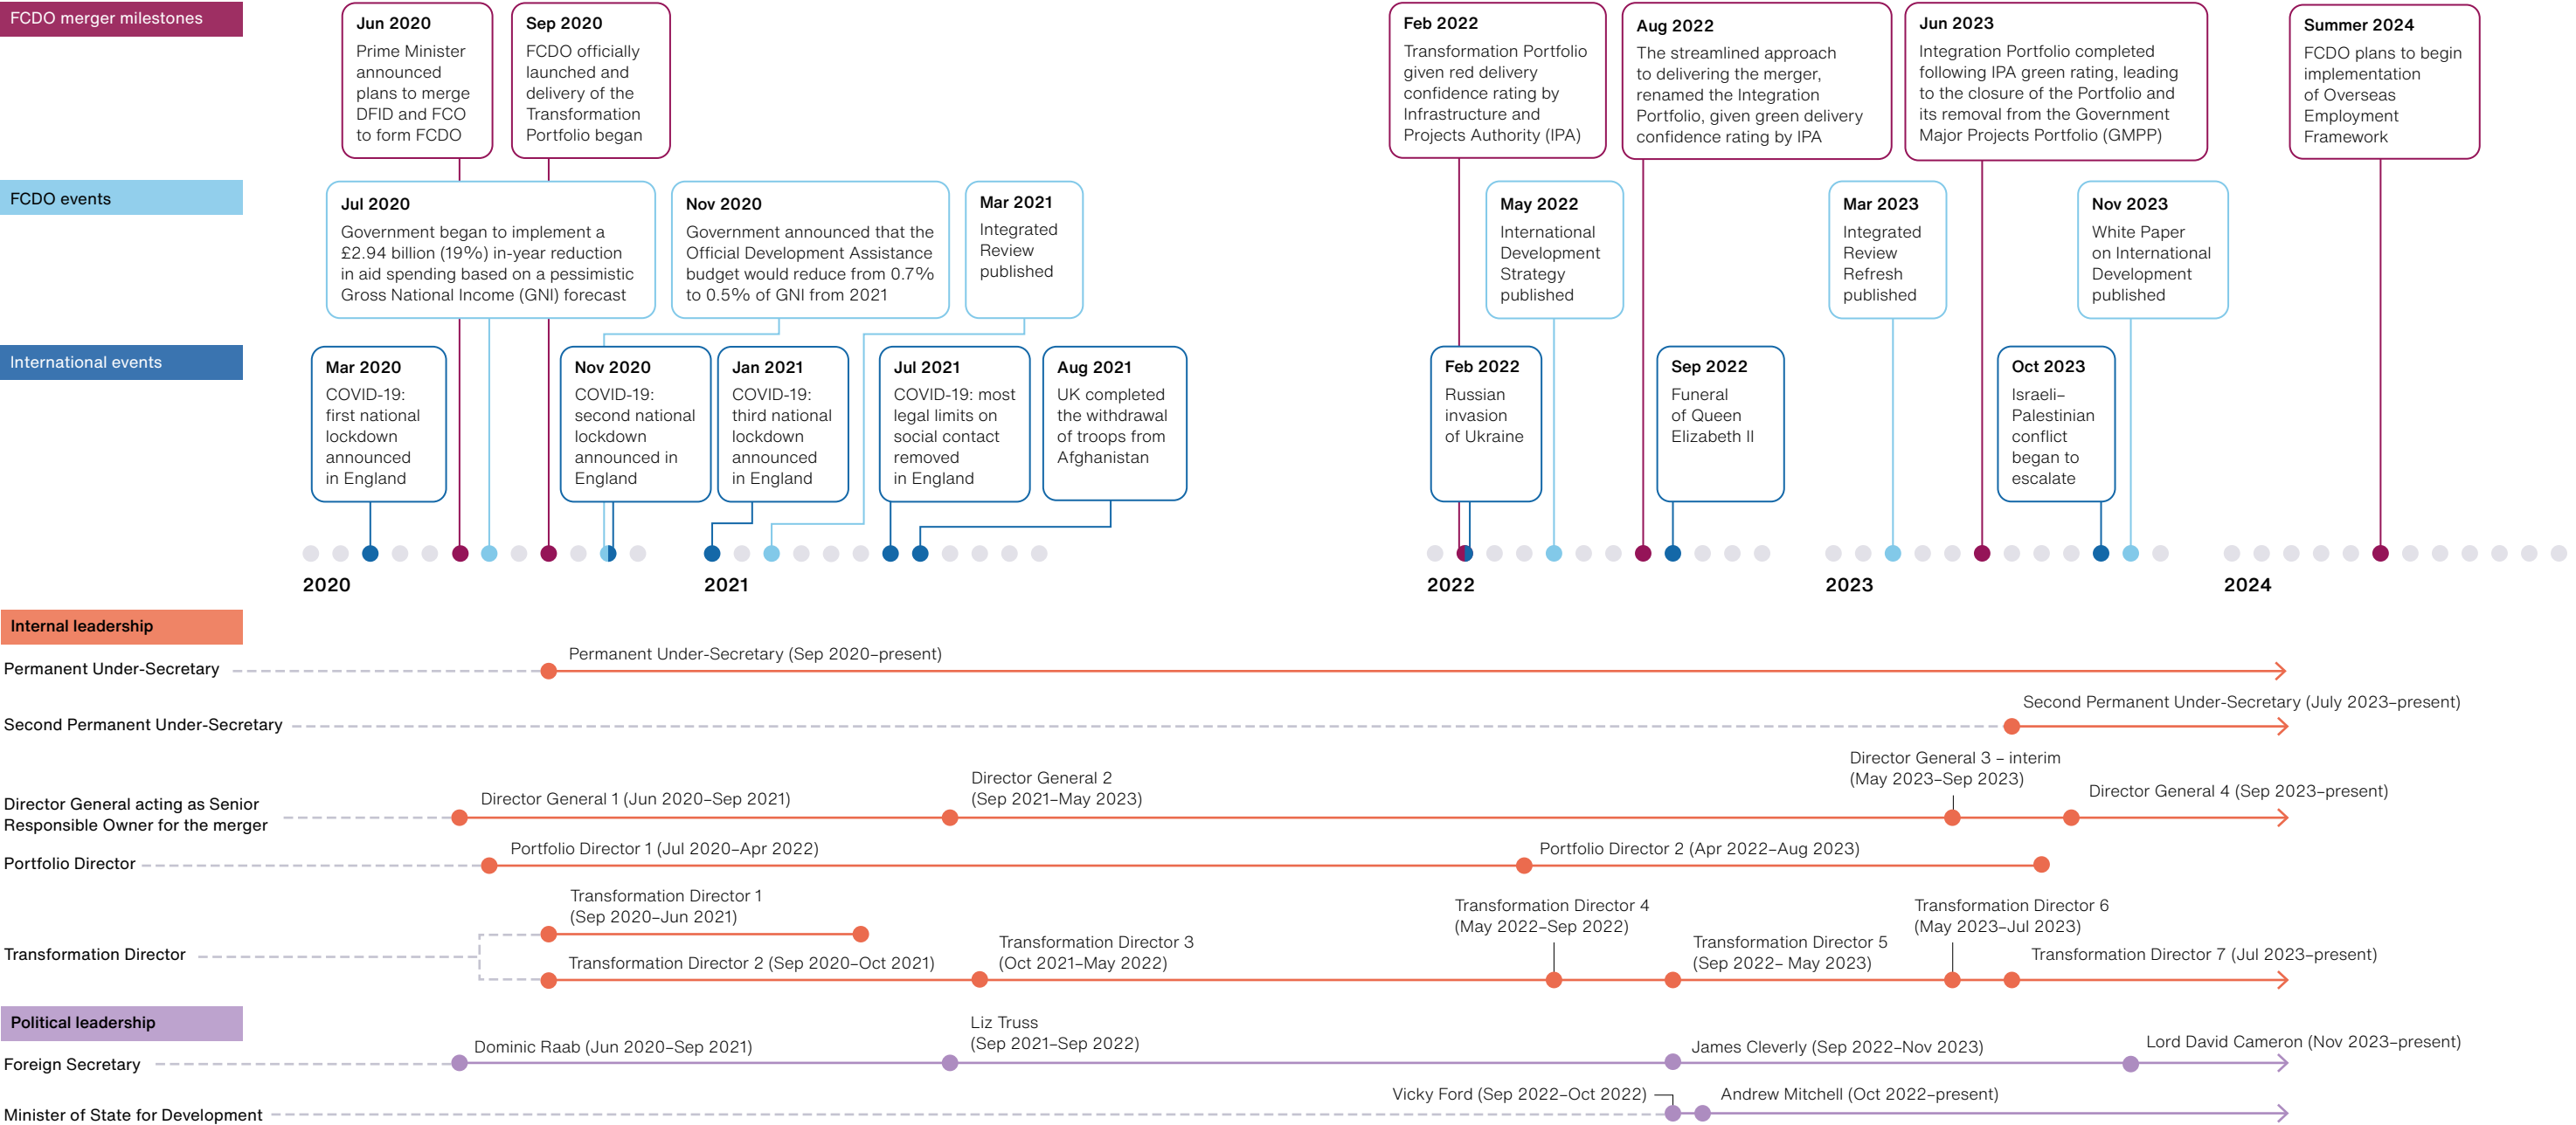 FCDO merger milestones
Jun 2020
Prime Minister
announced
plans to merge
DFID and FCO
to form FCDO
Sep 2020
FCDO officially
launched and
delivery of the
Transformation
Portfolio began
Feb 2022
Transformation Portfolio
given red delivery
confidence rating by
Infrastructure and
Projects Authority (IPA)
Aug 2022
The streamlined approach
to delivering the merger,
renamed the Integration
Portfolio, given green delivery
confidence rating by IPA
Jun 2023
Integration Portfolio completed
following IPA green rating, leading
to the closure of the Portfolio and
its removal from the Government
Major Projects Portfolio (GMPP)
Summer 2024
FCDO plans to begin
implementation
of Overseas
Employment
Framework
FCDO events
Jul 2020
Government began to implement a
£2.94 billion (19%) in-year reduction
in aid spending based on a pessimistic
Gross National Income (GNI) forecast
Nov 2020
Government announced that the
Official Development Assistance
budget would reduce from 0.7%
to 0.5% of GNI from 2021
Mar 2021
Integrated
Review
published
May 2022
International
Development
Strategy
published
Mar 2023
Integrated
Review
Refresh
published
Nov 2023
White Paper
on International
Development
published
International events
Mar 2020
COVID-19:
first national
lockdown
announced
in England
Nov 2020
COVID-19:
second national
lockdown
announced in
England
Jan 2021
COVID-19:
third national
lockdown
announced
in England
Jul 2021
COVID-19: most
legal limits on
social contact
removed
in England
Aug 2021
UK completed
the withdrawal
of troops from
Afghanistan
Feb 2022
Russian
invasion
of Ukraine
Sep 2022
Funeral
of Queen
Elizabeth II
Oct 2023
Israeli–
Palestinian
conflict
began to
escalate
2020
2021
2022
2023
2024
Internal leadership
Permanent Under-Secretary
Permanent Under-Secretary (Sep 2020–present)
Second Permanent Under-Secretary
Second Permanent Under-Secretary (July 2023–present)
Director General acting as Senior
Responsible Owner for the merger
Director General 1 (Jun 2020–Sep 2021)
Director General 2
(Sep 2021–May 2023)
Director General 3 – interim
(May 2023–Sep 2023)
Director General 4 (Sep 2023–present)
Portfolio Director
Portfolio Director 1 (Jul 2020–Apr 2022)
Portfolio Director 2 (Apr 2022–Aug 2023)
Transformation Director
Transformation Director 1
(Sep 2020–Jun 2021)
Transformation Director 2 (Sep 2020–Oct 2021)
Transformation Director 3
(Oct 2021–May 2022)
Transformation Director 4
(May 2022–Sep 2022)
Transformation Director 5
(Sep 2022– May 2023)
Transformation Director 6
(May 2023–Jul 2023)
Transformation Director 7 (Jul 2023–present)
Political leadership
Foreign Secretary
Dominic Raab (Jun 2020–Sep 2021)
Liz Truss
(Sep 2021–Sep 2022)
James Cleverly (Sep 2022–Nov 2023)
Lord David Cameron (Nov 2023–present)
Minister of State for Development
Vicky Ford (Sep 2022–Oct 2022)
Andrew Mitchell (Oct 2022–present)